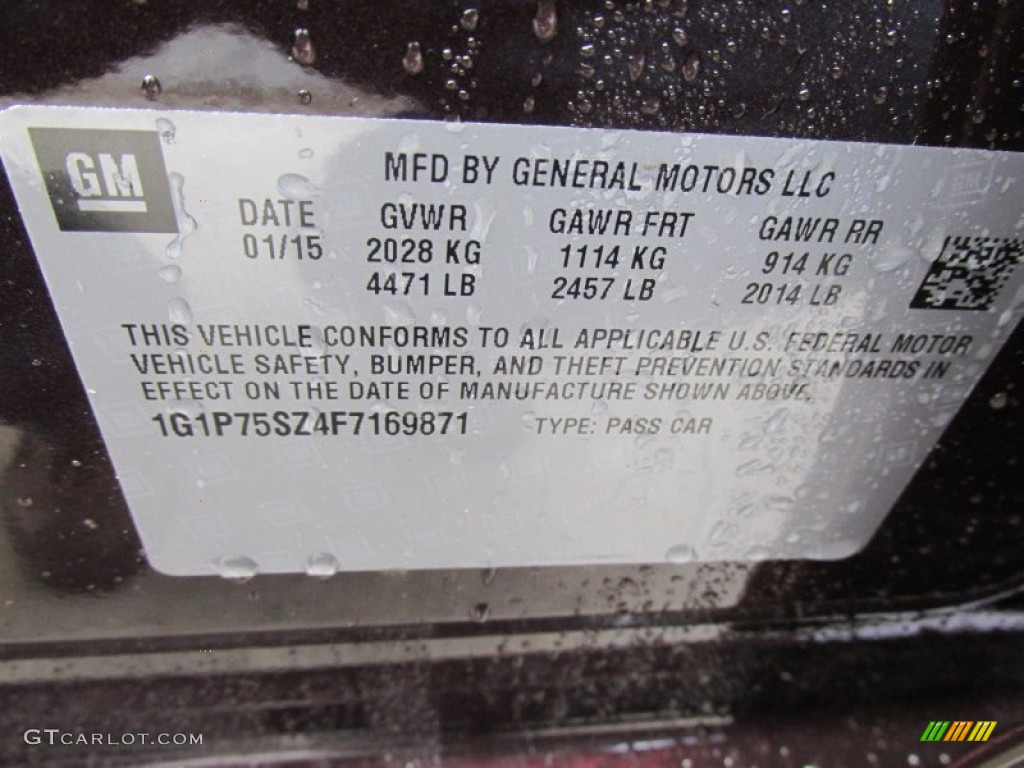 GM
MFD BY GENERAL MOTORS LLC
DATE GVWR GAWR FRT GAWR RR
01/15 2028 KG 1114 KG 914 KG
4471 LB 2457 LB 2014 LB
THIS VEHICLE CONFORMS TO ALL APPLICABLE U.S. FEDERAL MOTOR
VEHICLE SAFETY, BUMPER, AND THEFT PREVENTION STANDARDS IN
EFFECT ON THE DATE OF MANUFACTURE SHOWN ABOVE.
1G1P75SZ4F7169871 TYPE: PASS CAR
GTCARLOT.COM